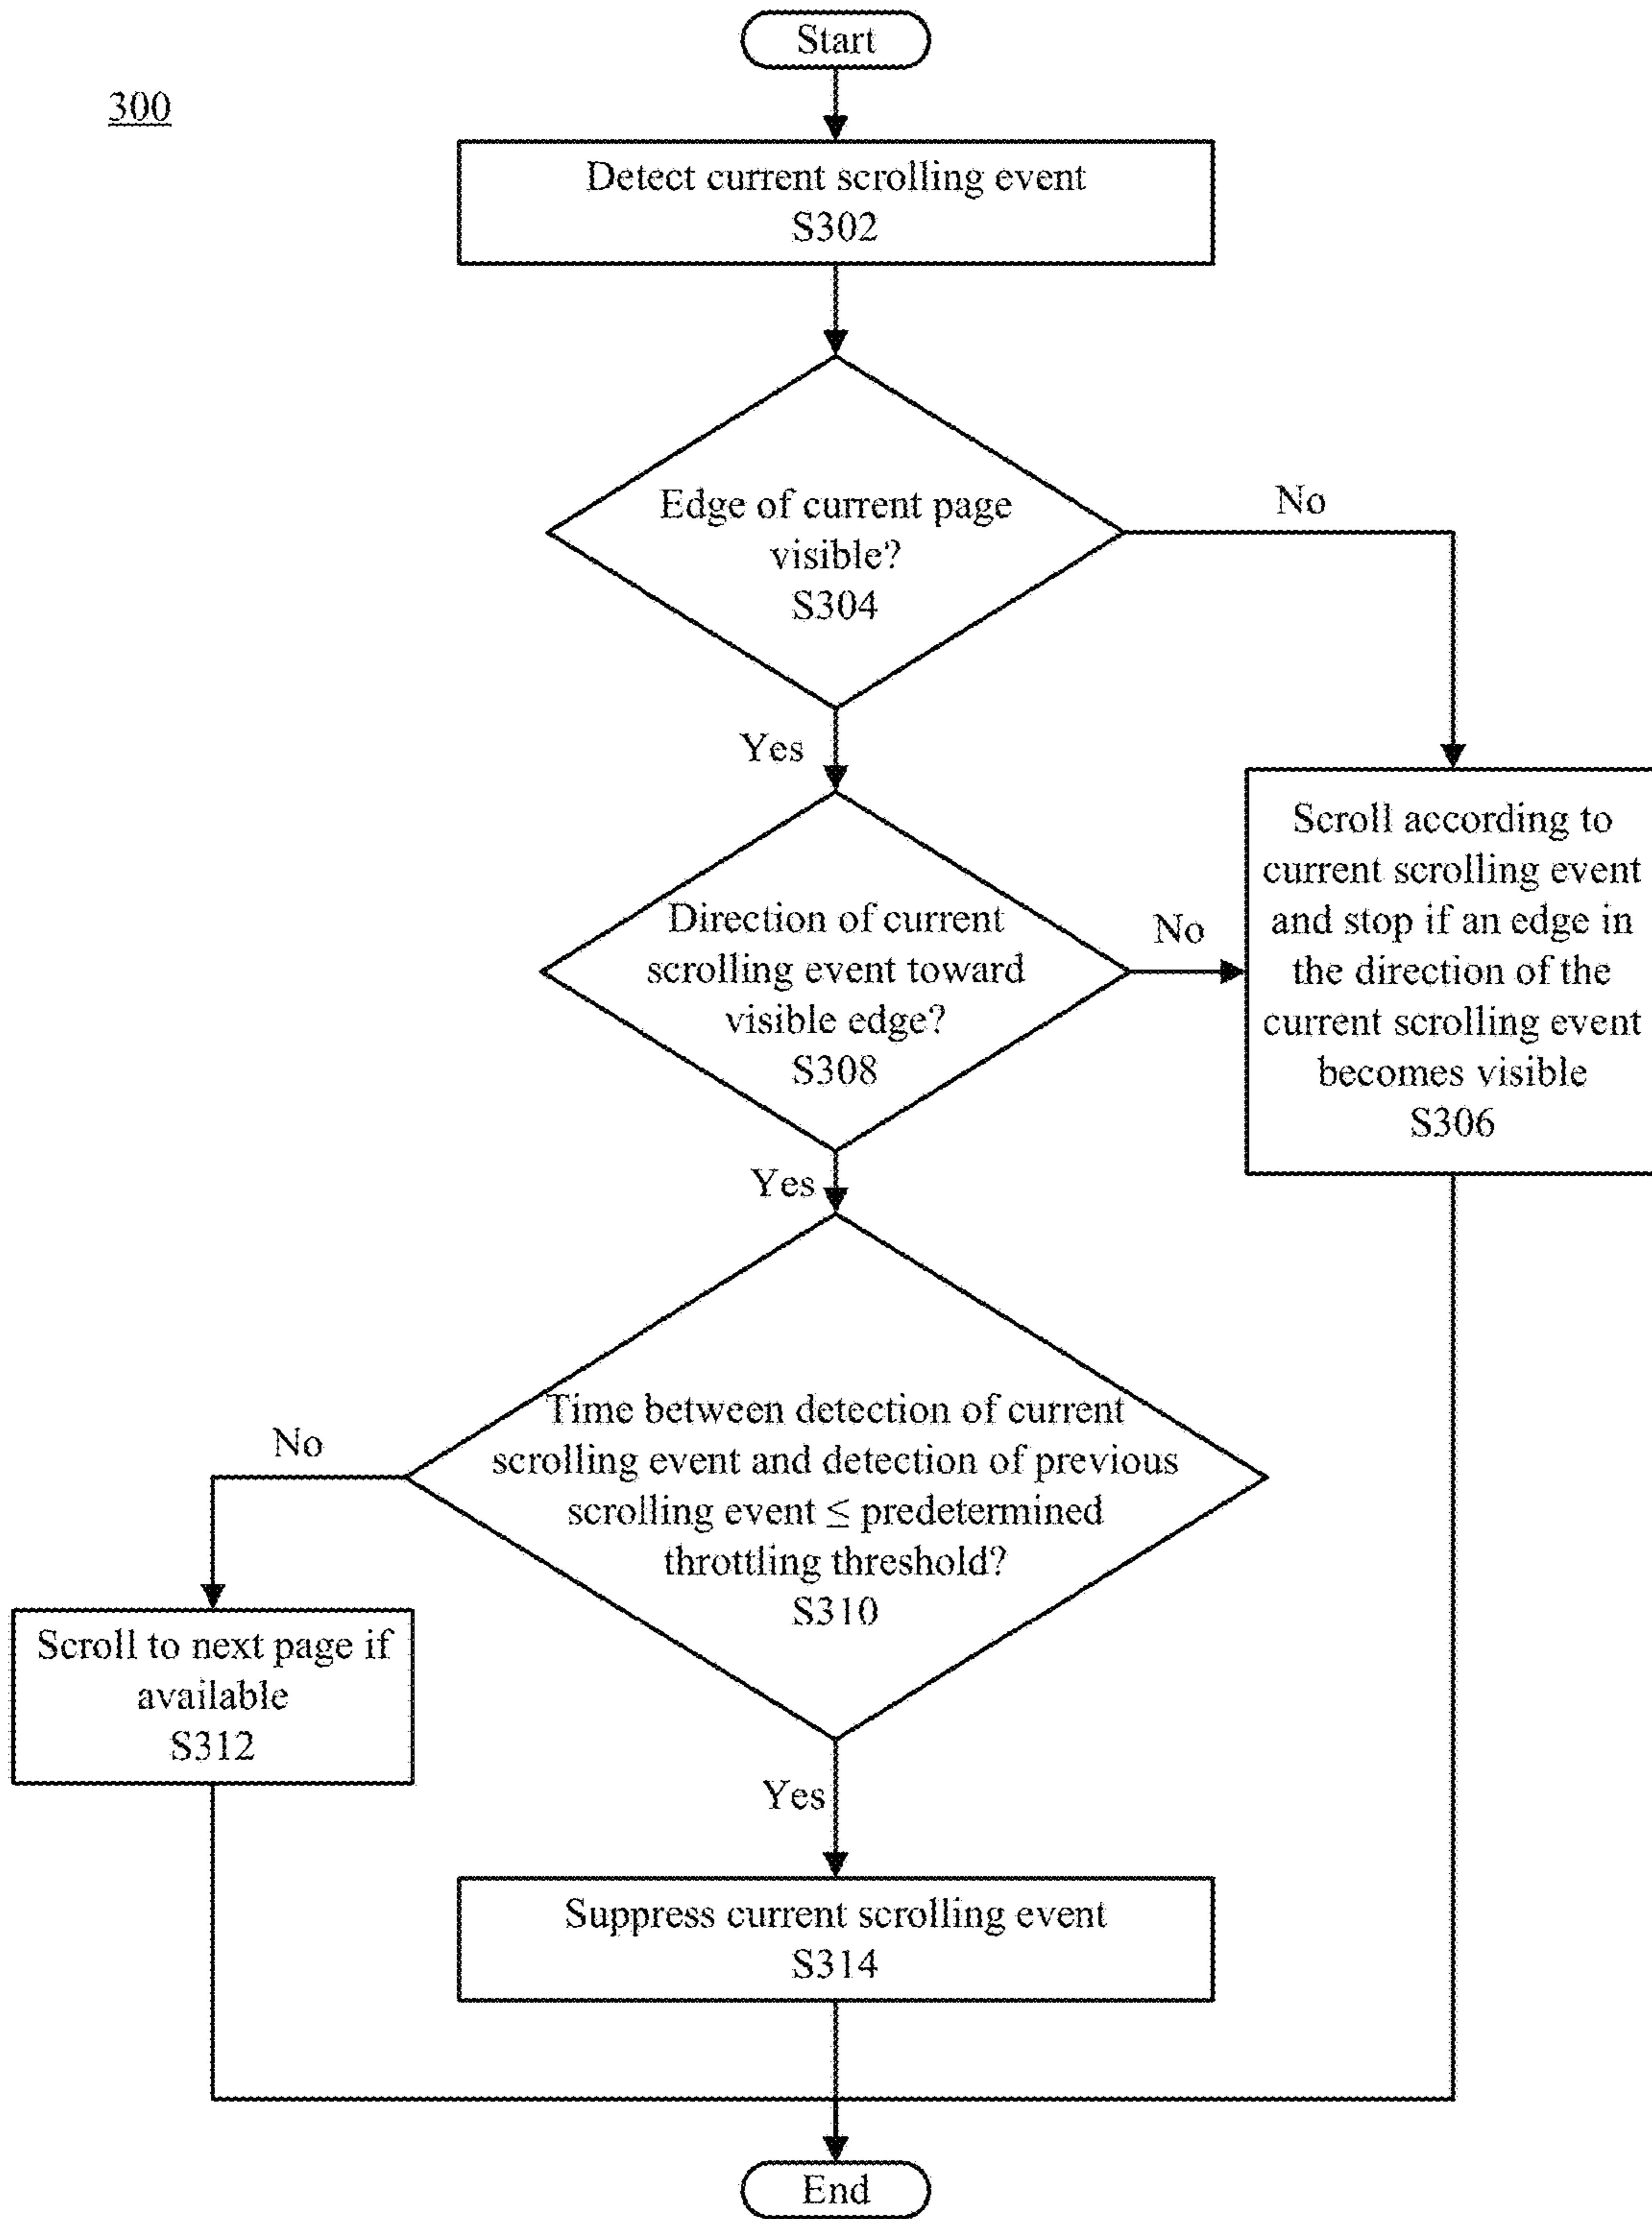 Start
300
Detect current scrolling event
S302
Edge of current page
visible?
S304
No
Yes
Scroll according to
current scrolling event
and stop if an edge in
the direction of the
current scrolling event
becomes visible
S306
Direction of current
scrolling event toward
visible edge?
S308
No
Yes
Time between detection of current
scrolling event and detection of previous
scrolling event ≤ predetermined
throttling threshold?
S310
No
Scroll to next page if
available
S312
Yes
Suppress current scrolling event
S314
End